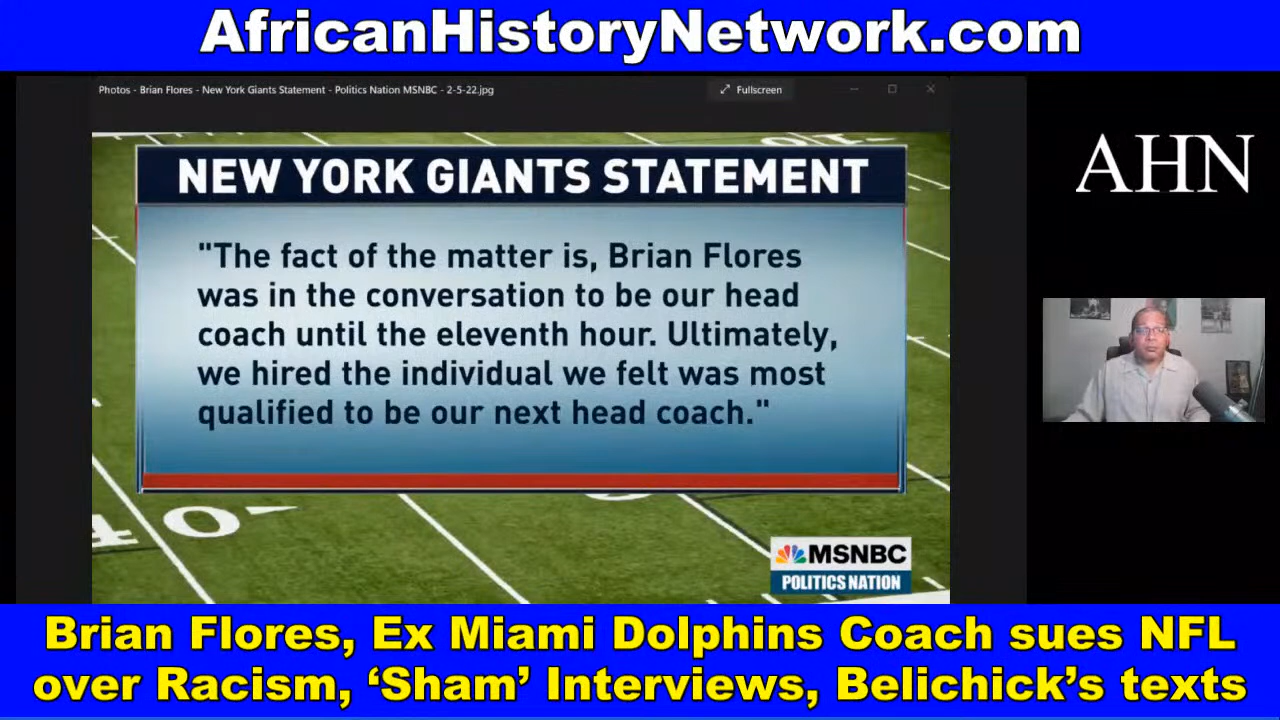 AfricanHistoryNetwork.com
Photos - Brian Flores - New York Giants Statement - Politics Nation MSNBC - 2-5-22.jpg
Fullscreen
AHN
NEW YORK GIANTS STATEMENT
"The fact of the matter is, Brian Flores
was in the conversation to be our head
coach until the eleventh hour. Ultimately,
we hired the individual we felt was most
qualified to be our next head coach."
MSNBC
POLITICS NATION
Brian Flores, Ex Miami Dolphins Coach sues NFL
over Racism, ‘Sham’ Interviews, Belichick’s texts